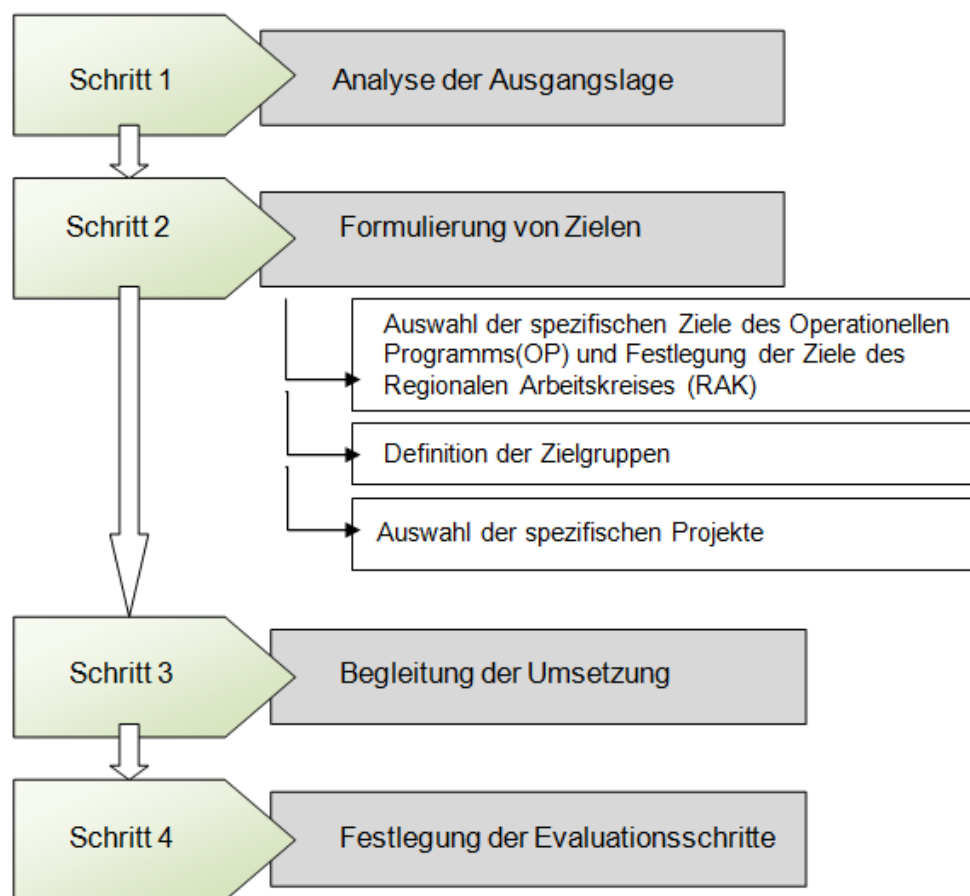 Schritt 1
Analyse der Ausgangslage
Schritt 2
Formulierung von Zielen
Auswahl der spezifischen Ziele des Operationellen
Programms(OP) und Festlegung der Ziele des
Regionalen Arbeitskreises (RAK)
Definition der Zielgruppen
Auswahl der spezifischen Projekte
Schritt 3
Begleitung der Umsetzung
Schritt 4
Festlegung der Evaluationsschritte